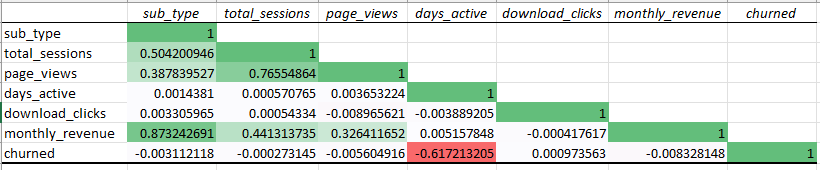 sub_type total_sessions page_views days_active download_clicks monthly_revenue churned
sub_type 1
total_sessions 0.504200946 1
page_views 0.387839527 0.76554864 1
days_active 0.0014381 0.000570765 0.003653224 1
download_clicks 0.003305965 0.00054334 -0.008965621 -0.003889205 1
monthly_revenue 0.873242691 0.441313735 0.326411652 0.005157848 -0.000417617 1
churned -0.003112118 -0.000273145 -0.005604916 -0.617213205 0.000973563 -0.008328148 1